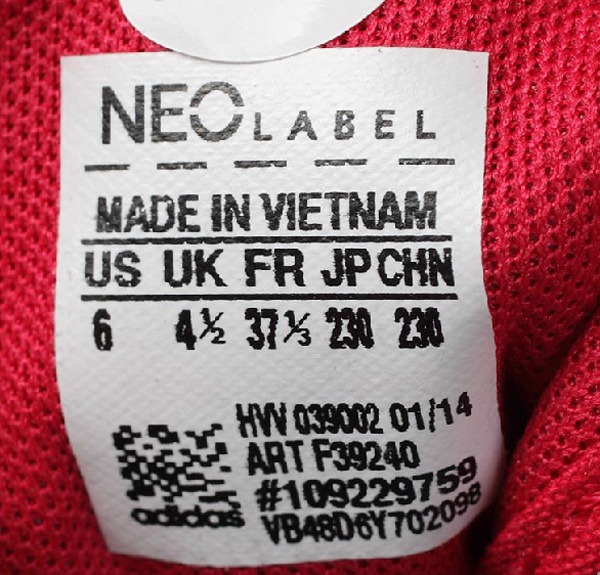 NEO LABEL
MADE IN VIETNAM
US UK FR JP CHN
6 4½ 37⅓ 230 230
HVV 039002 01/14
ART F39240
#109229759
adidas VB48D6Y702098